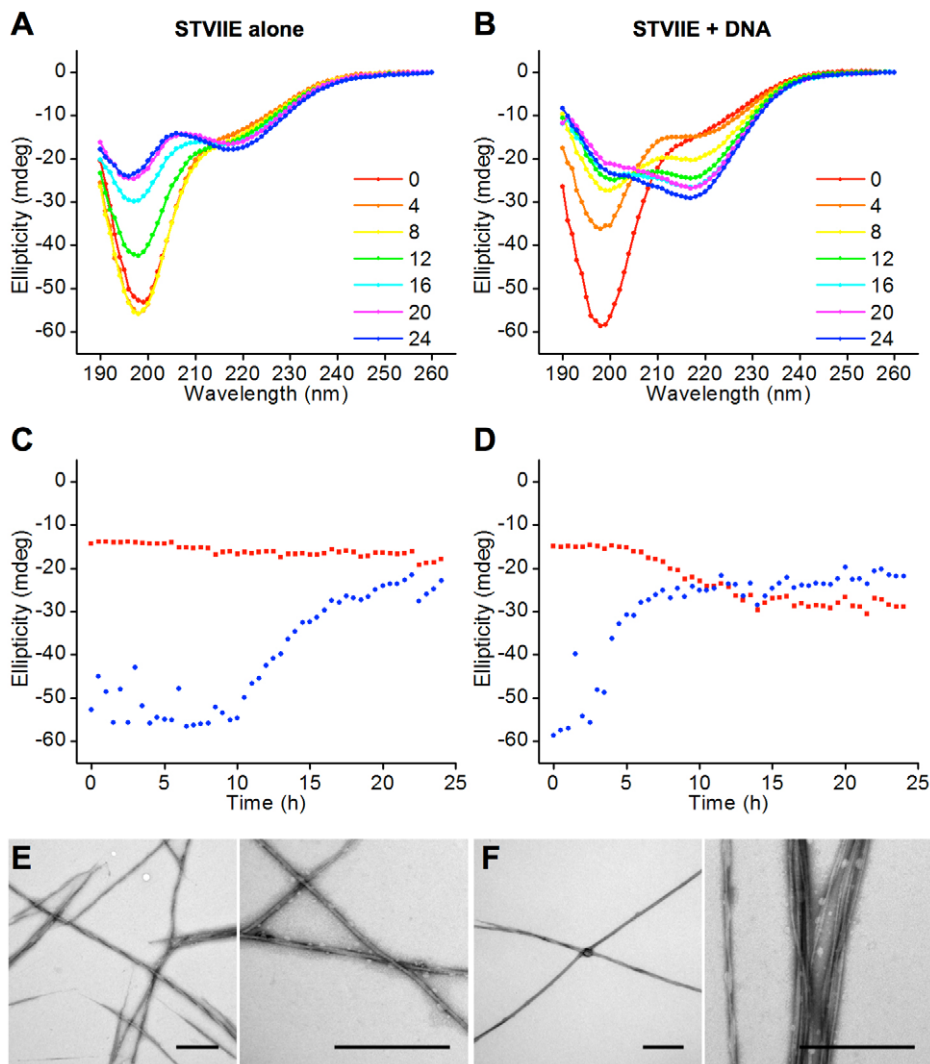 A
STVIIE alone
0
-10
-20
-30
-40
-50
-60
Ellipticity (mdeg)
190 200 210 220 230 240 250 260
Wavelength (nm)
0
4
8
12
16
20
24
B
STVIIE + DNA
0
-10
-20
-30
-40
-50
-60
Ellipticity (mdeg)
190 200 210 220 230 240 250 260
Wavelength (nm)
0
4
8
12
16
20
24
C
0
-10
-20
-30
-40
-50
-60
Ellipticity (mdeg)
0 5 10 15 20 25
Time (h)
D
0
-10
-20
-30
-40
-50
-60
Ellipticity (mdeg)
0 5 10 15 20 25
Time (h)
E
F